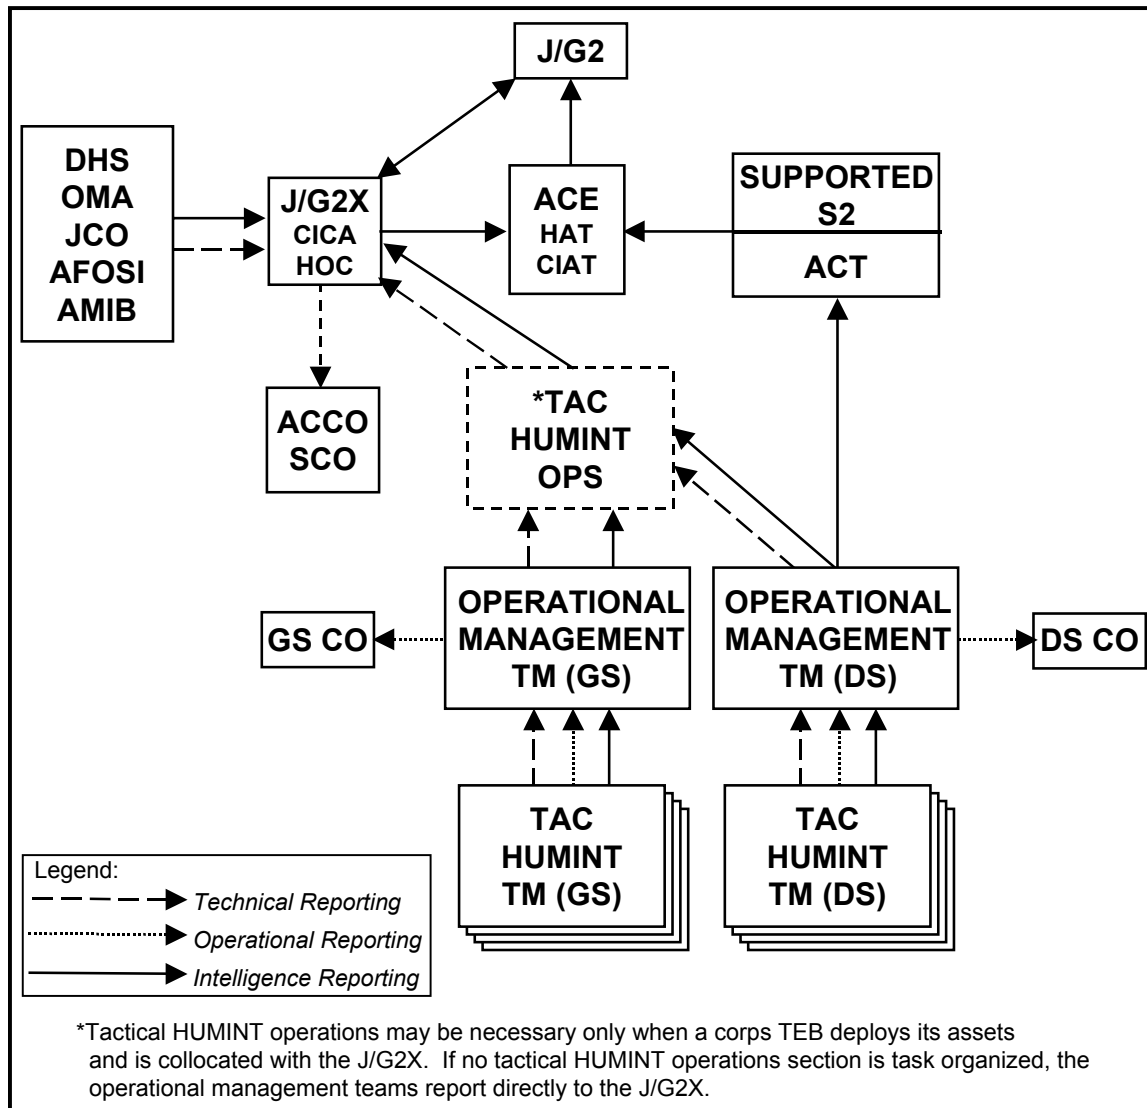 J/G2
DHS
OMA
JCO
AFOSI
AMIB
J/G2X
CICA
HOC
ACE
HAT
CIAT
SUPPORTED
S2
ACT
ACCO
SCO
*TAC
HUMINT
OPS
GS CO
OPERATIONAL
MANAGEMENT
TM (GS)
OPERATIONAL
MANAGEMENT
TM (DS)
DS CO
TAC
HUMINT
TM (GS)
TAC
HUMINT
TM (DS)
Legend:
Technical Reporting
Operational Reporting
Intelligence Reporting
*Tactical HUMINT operations may be necessary only when a corps TEB deploys its assets
and is collocated with the J/G2X. If no tactical HUMINT operations section is task organized, the
operational management teams report directly to the J/G2X.